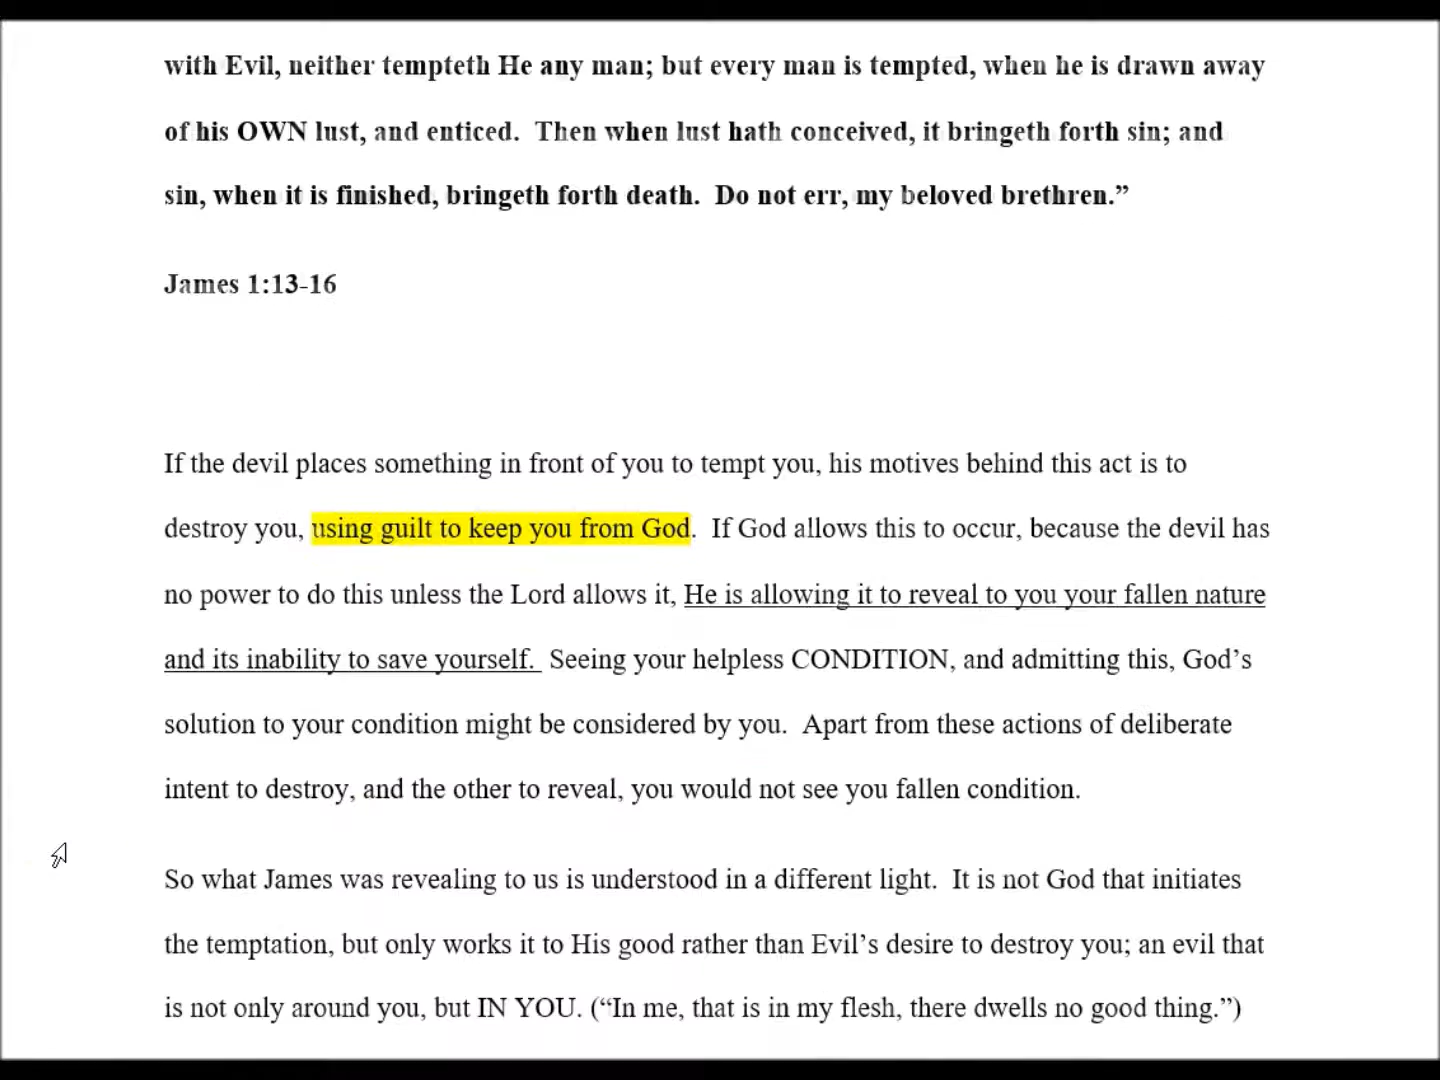 with Evil, neither tempteth He any man; but every man is tempted, when he is drawn away
of his OWN lust, and enticed.  Then when lust hath conceived, it bringeth forth sin; and
sin, when it is finished, bringeth forth death.  Do not err, my beloved brethren.”
James 1:13-16
If the devil places something in front of you to tempt you, his motives behind this act is to
destroy you, using guilt to keep you from God.  If God allows this to occur, because the devil has
no power to do this unless the Lord allows it, He is allowing it to reveal to you your fallen nature
and its inability to save yourself.  Seeing your helpless CONDITION, and admitting this, God’s
solution to your condition might be considered by you.  Apart from these actions of deliberate
intent to destroy, and the other to reveal, you would not see you fallen condition.
So what James was revealing to us is understood in a different light.  It is not God that initiates
the temptation, but only works it to His good rather than Evil’s desire to destroy you; an evil that
is not only around you, but IN YOU. (“In me, that is in my flesh, there dwells no good thing.”)